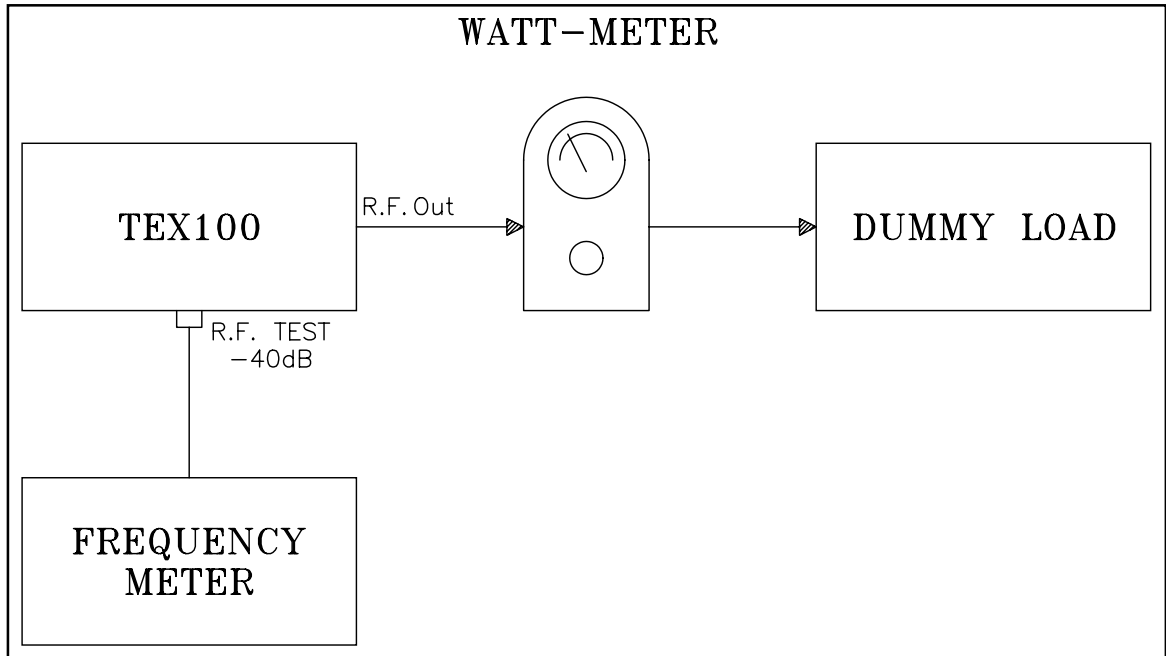 WATT-METER
TEX100
R.F. Out
DUMMY LOAD
R.F. TEST
-40dB
FREQUENCY
METER